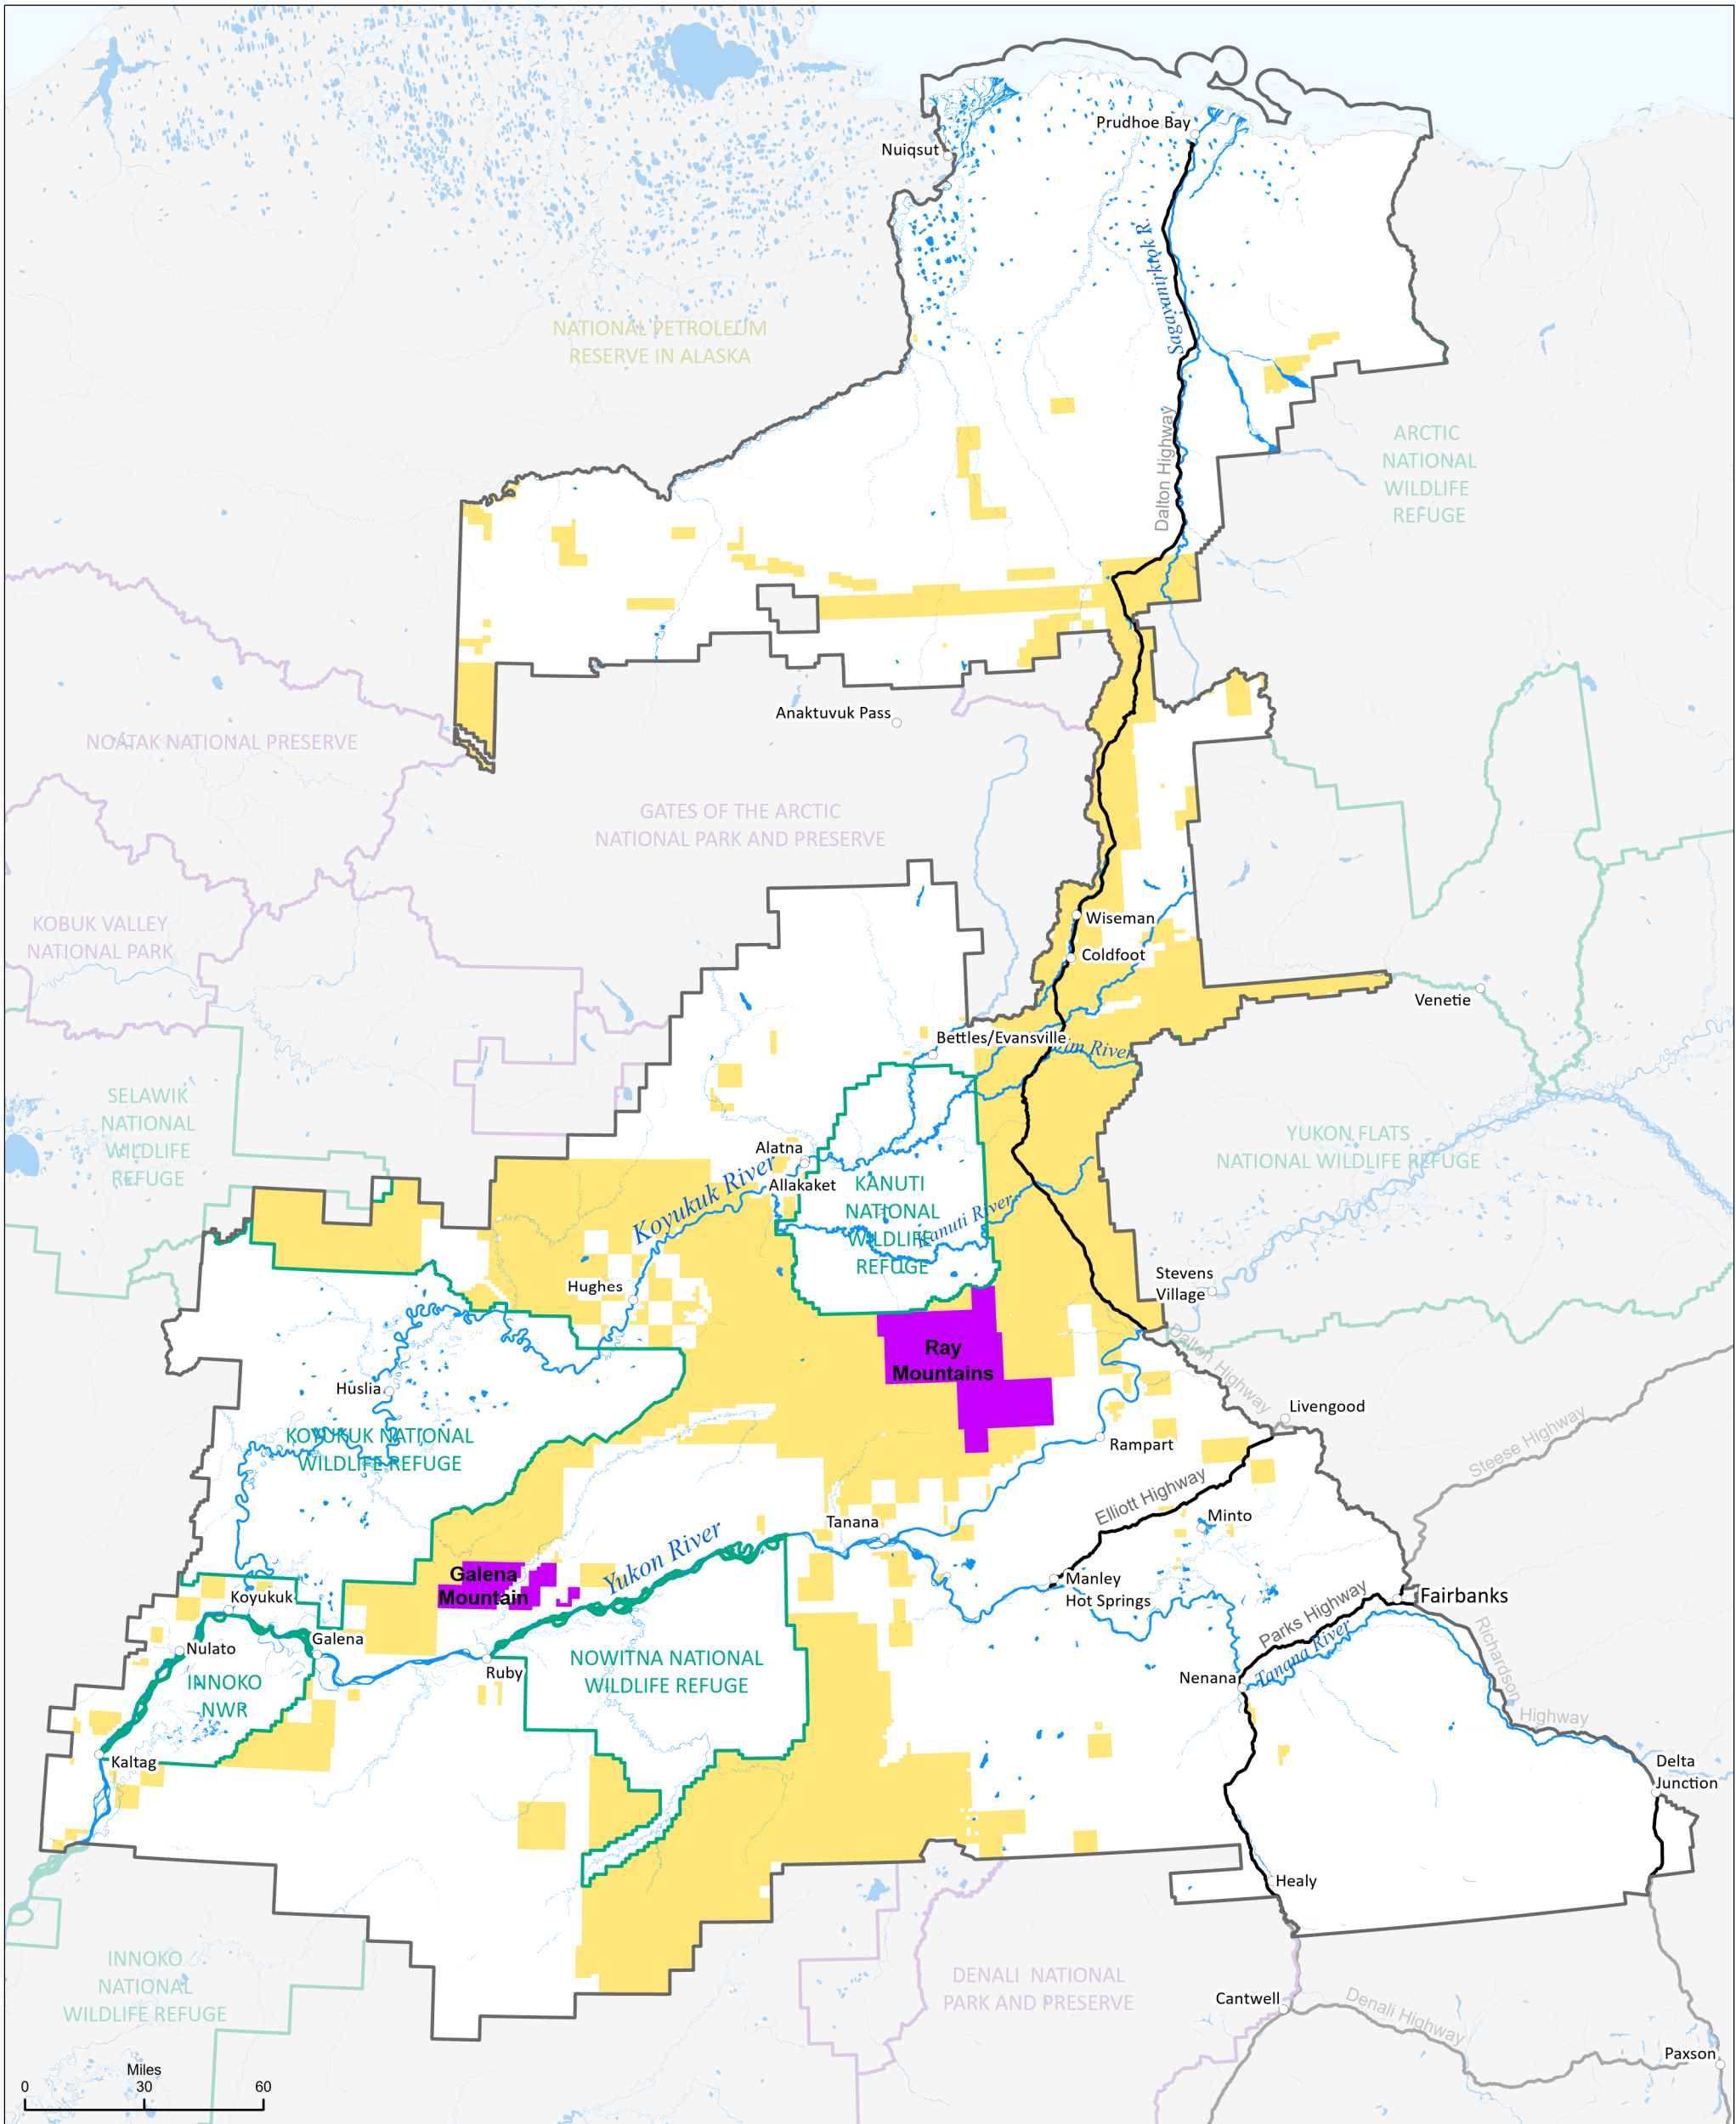 Prudhoe Bay
Nuiqsut
Sagavanirktok R.
NATIONAL PETROLEUM
RESERVE IN ALASKA
Dalton Highway
ARCTIC
NATIONAL
WILDLIFE
REFUGE
Anaktuvuk Pass
NOATAK NATIONAL PRESERVE
GATES OF THE ARCTIC
NATIONAL PARK AND PRESERVE
KOBUK VALLEY
NATIONAL PARK
Wiseman
Coldfoot
Venetie
Bettles/Evansville
River
SELAWIK
NATIONAL
WILDLIFE
REFUGE
YUKON FLATS
NATIONAL WILDLIFE REFUGE
Alatna
Allakaket
Koyukuk River
KANUTI
NATIONAL
WILDLIFE
REFUGE
Kanuti River
Hughes
Stevens
Village
Ray
Mountains
Dalton Highway
Huslia
Livengood
KOYUKUK NATIONAL
WILDLIFE REFUGE
Rampart
Steese Highway
Elliott Highway
Minto
Tanana
Yukon River
Galena
Mountain
Manley
Hot Springs
Koyukuk
Fairbanks
Parks Highway
Galena
Nulato
Tanana River
Richardson
Highway
Ruby
NOWITNA NATIONAL
WILDLIFE REFUGE
Nenana
INNOKO
NWR
Kaltag
Delta
Junction
Healy
INNOKO
NATIONAL
WILDLIFE REFUGE
DENALI NATIONAL
PARK AND PRESERVE
Cantwell
Denali Highway
Paxson
Miles
0 30 60